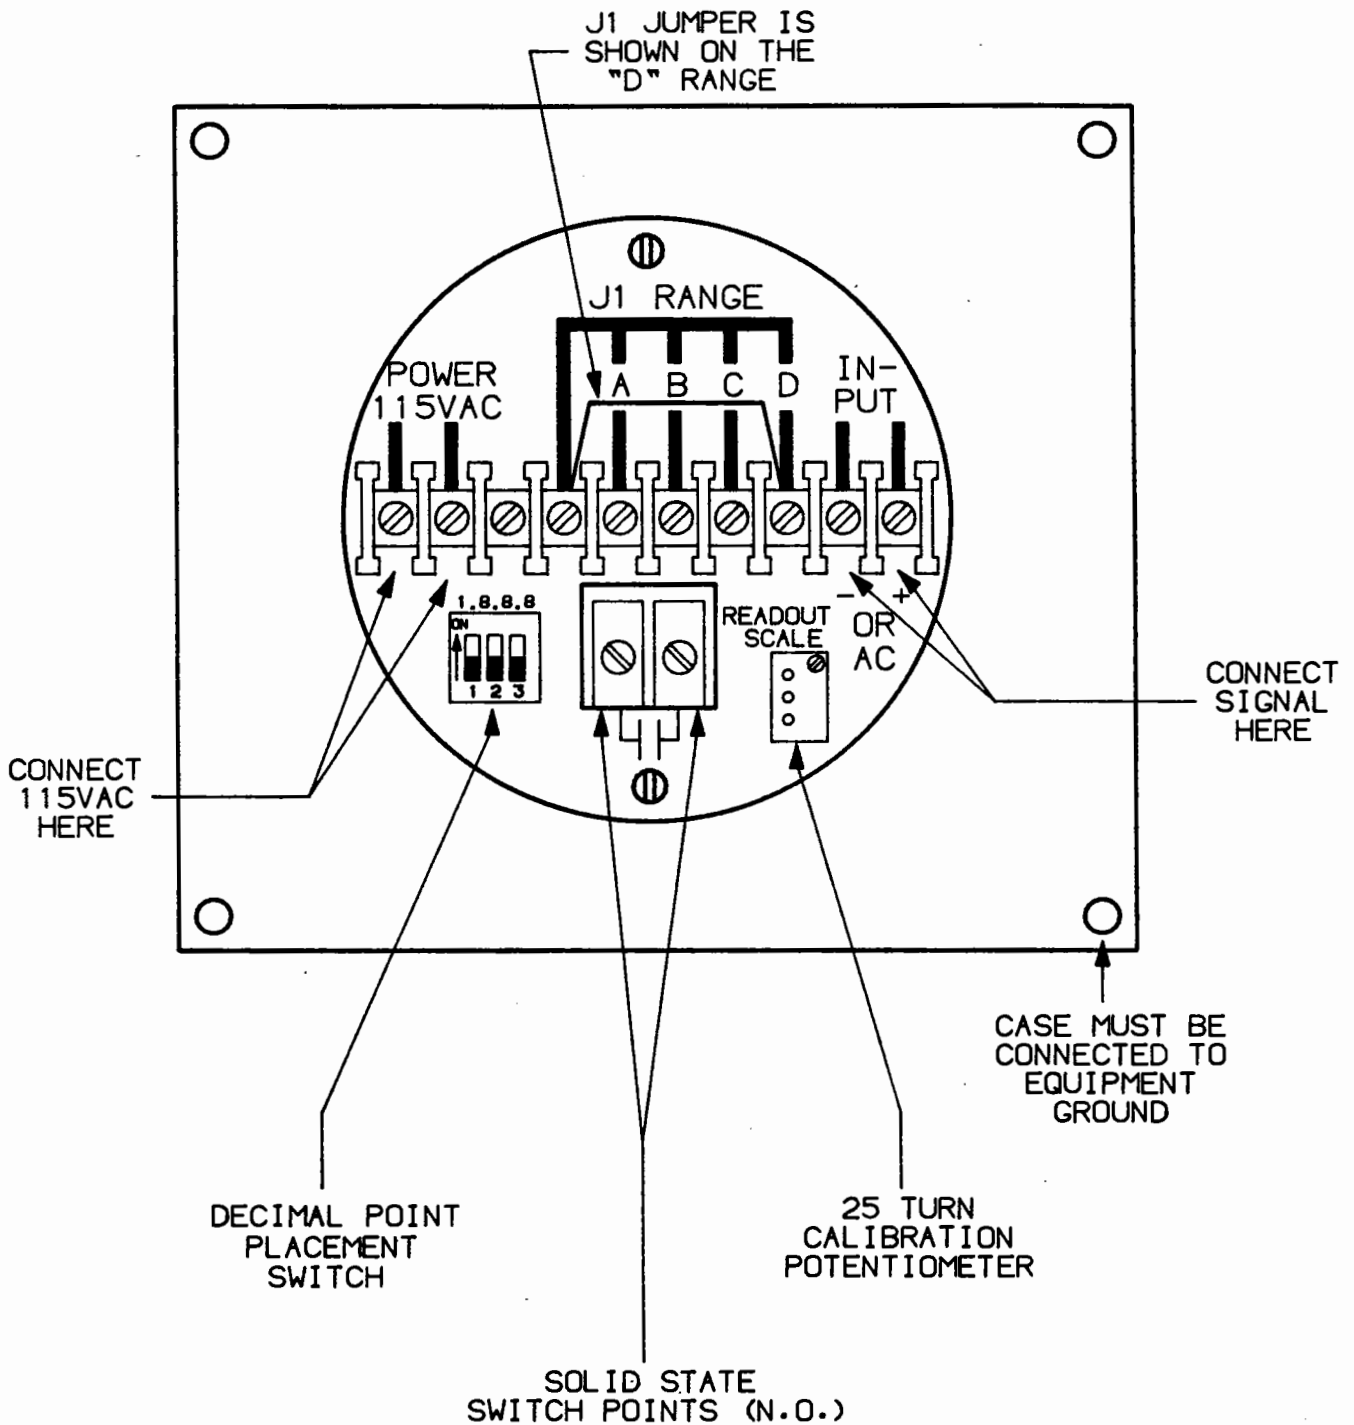 J1 JUMPER IS
SHOWN ON THE
"D" RANGE
J1 RANGE
POWER
115VAC
A B C D
IN-
PUT
1.8.8.8
ON
1 2 3
READOUT
SCALE
- +
OR
AC
CONNECT
SIGNAL
HERE
CONNECT
115VAC
HERE
CASE MUST BE
CONNECTED TO
EQUIPMENT
GROUND
DECIMAL POINT
PLACEMENT
SWITCH
25 TURN
CALIBRATION
POTENTIOMETER
SOLID STATE
SWITCH POINTS (N.O.)